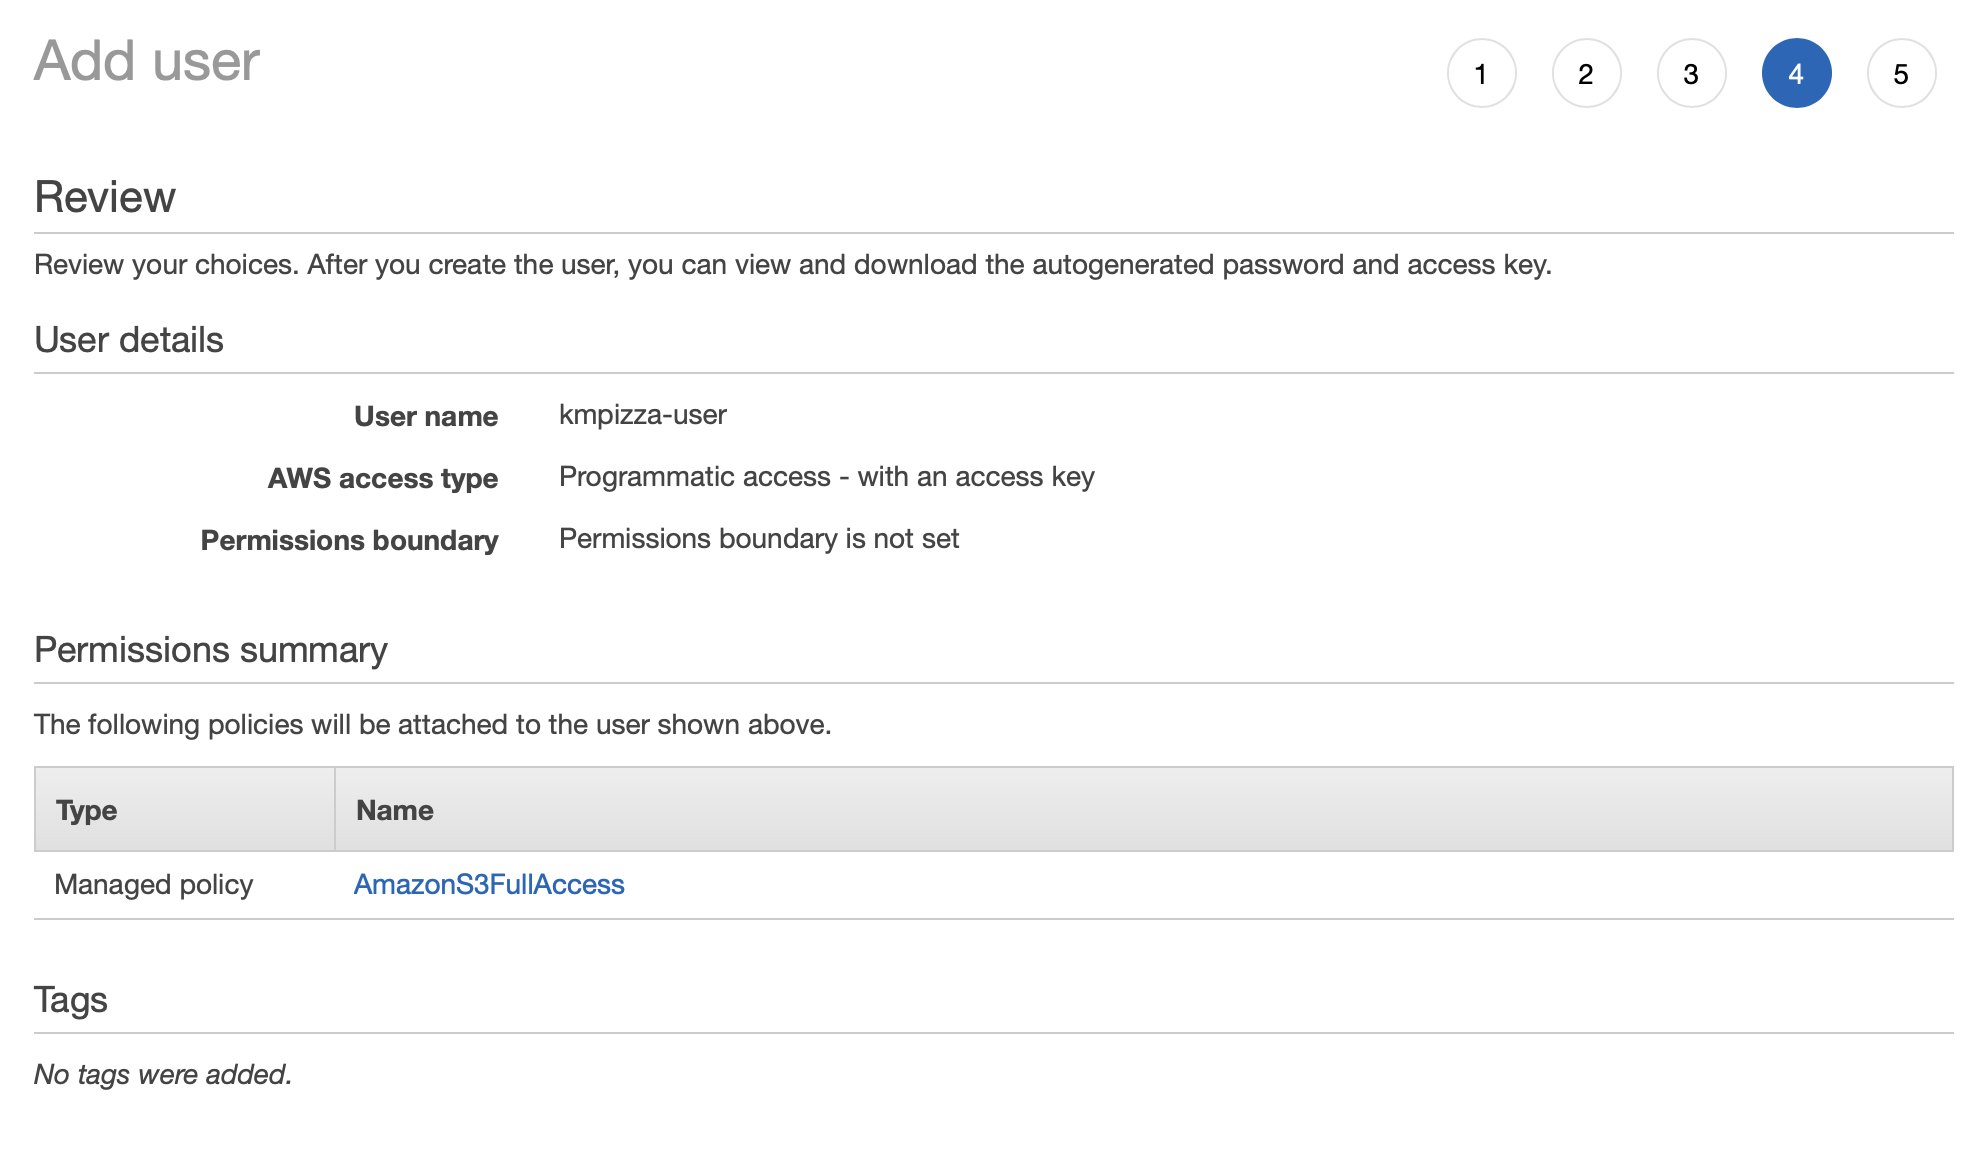 Add user
1 2 3 4 5
Review
Review your choices. After you create the user, you can view and download the autogenerated password and access key.
User details
User name kmpizza-user
AWS access type Programmatic access - with an access key
Permissions boundary Permissions boundary is not set
Permissions summary
The following policies will be attached to the user shown above.
Type Name
Managed policy AmazonS3FullAccess
Tags
No tags were added.